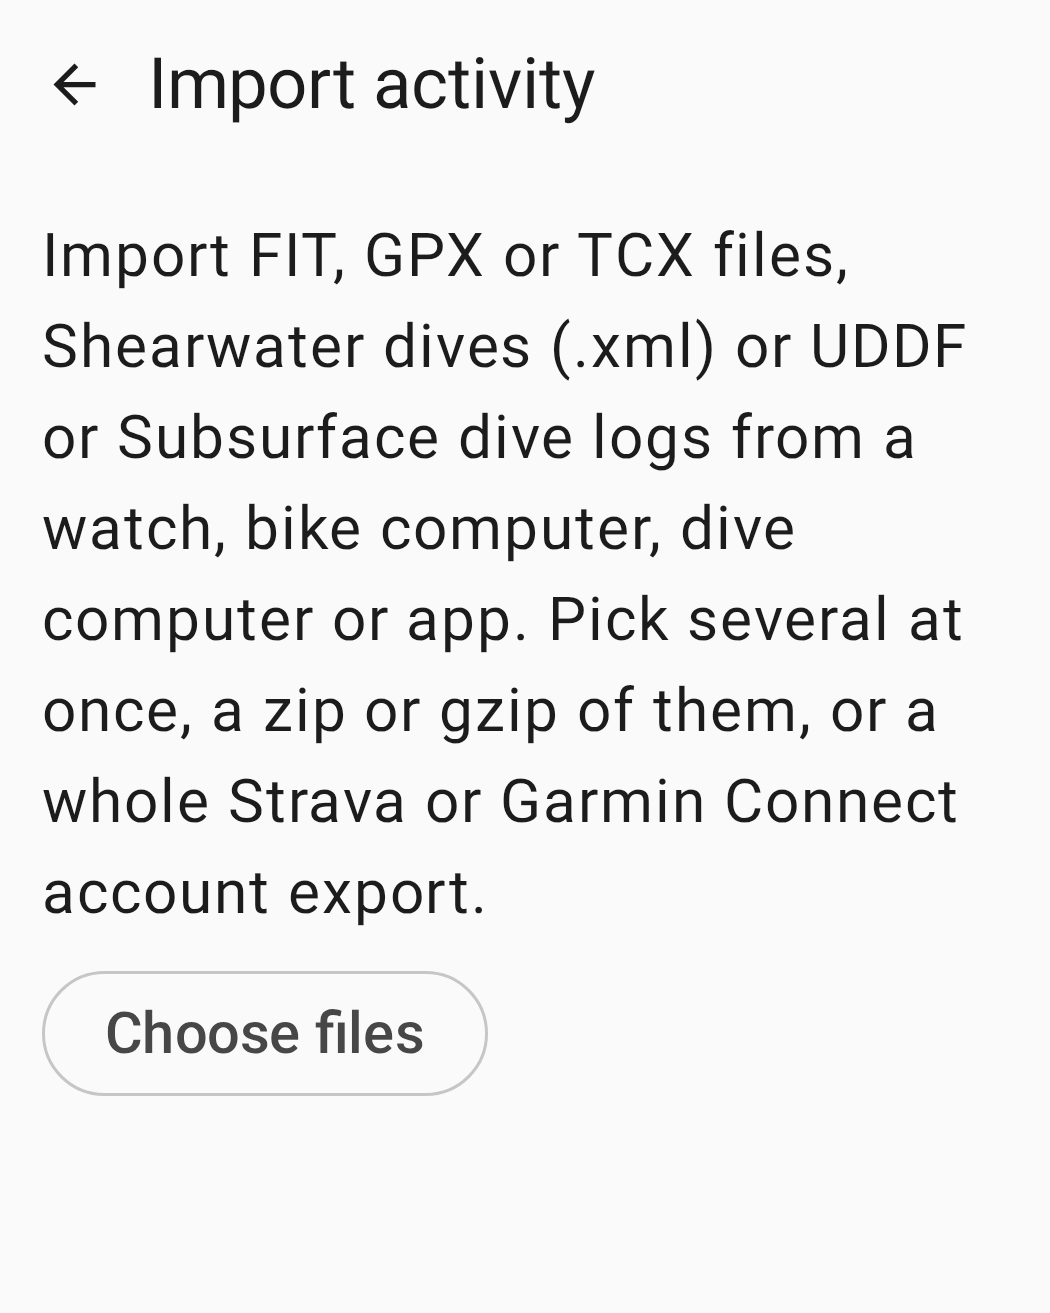 Import activity
Import FIT, GPX or TCX files,
Shearwater dives (.xml) or UDDF
or Subsurface dive logs from a
watch, bike computer, dive
computer or app. Pick several at
once, a zip or gzip of them, or a
whole Strava or Garmin Connect
account export.
Choose files